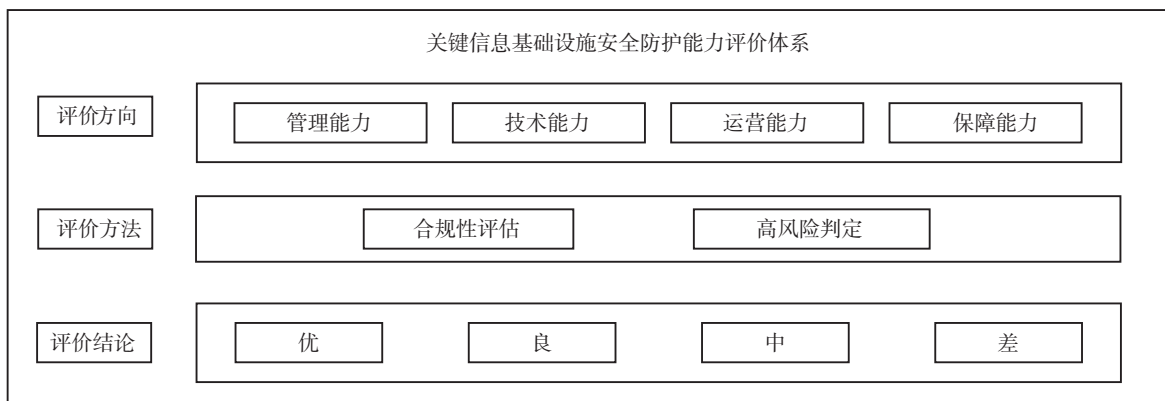 关键信息基础设施安全防护能力评价体系
评价方向 管理能力 技术能力 运营能力 保障能力
评价方法 合规性评估 高风险判定
评价结论 优 良 中 差